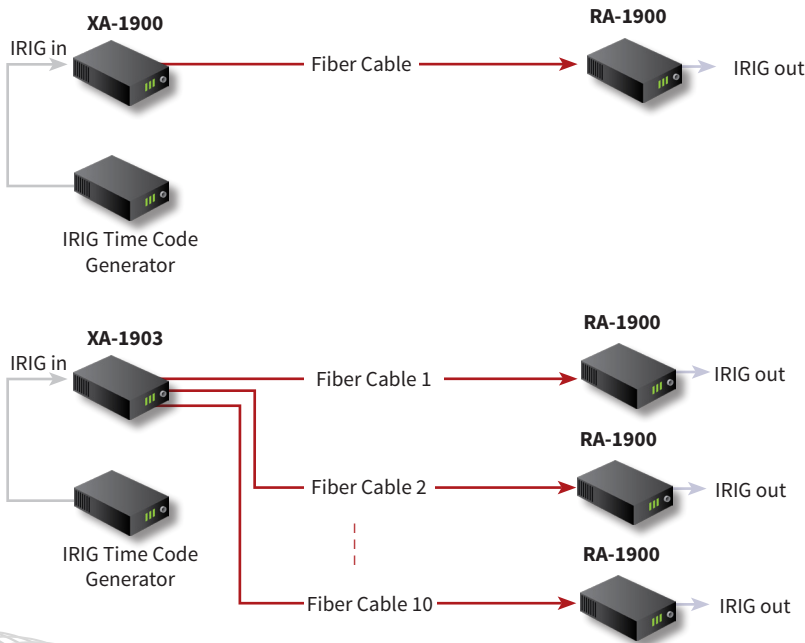 XA-1900
RA-1900
IRIG in
Fiber Cable
IRIG out
IRIG Time Code
Generator
XA-1903
RA-1900
IRIG in
Fiber Cable 1
IRIG out
RA-1900
Fiber Cable 2
IRIG out
IRIG Time Code
Generator
RA-1900
Fiber Cable 10
IRIG out